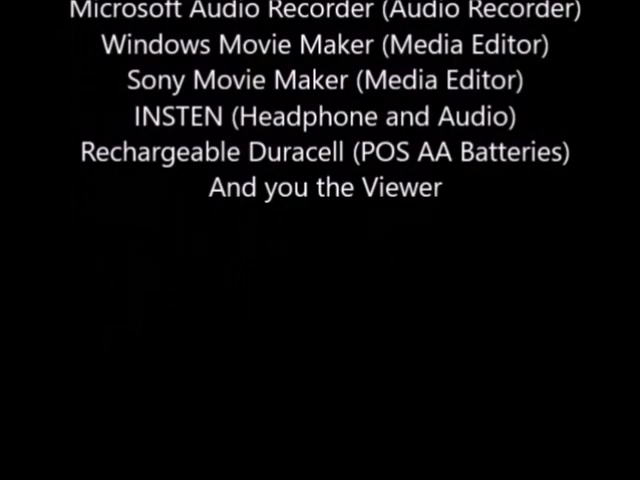 Microsoft Audio Recorder (Audio Recorder)
Windows Movie Maker (Media Editor)
Sony Movie Maker (Media Editor)
INSTEN (Headphone and Audio)
Rechargeable Duracell (POS AA Batteries)
And you the Viewer